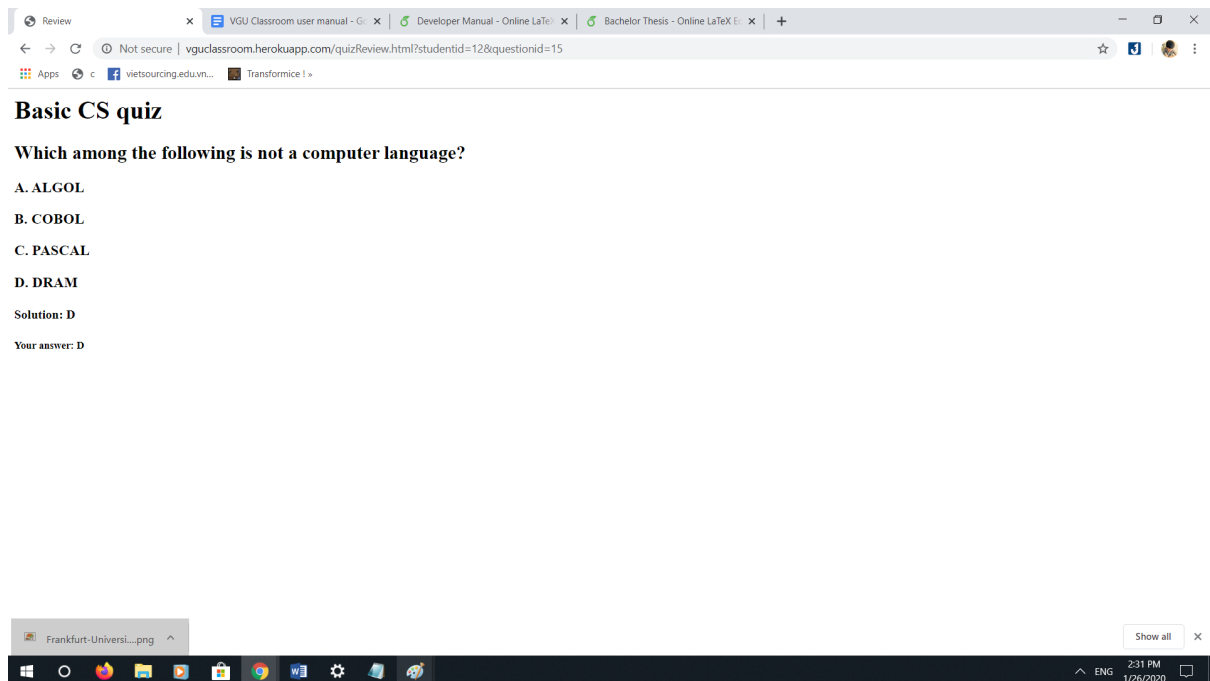 Review
VGU Classroom user manual - Go
Developer Manual - Online LaTeX
Bachelor Thesis - Online LaTeX Ed
Not secure | vguclassroom.herokuapp.com/quizReview.html?studentid=12&questionid=15
Apps c vietsourcing.edu.vn... Transformice ! »
Basic CS quiz
Which among the following is not a computer language?
A. ALGOL
B. COBOL
C. PASCAL
D. DRAM
Solution: D
Your answer: D
Frankfurt-Universi....png
Show all
ENG
2:31 PM
1/26/2020